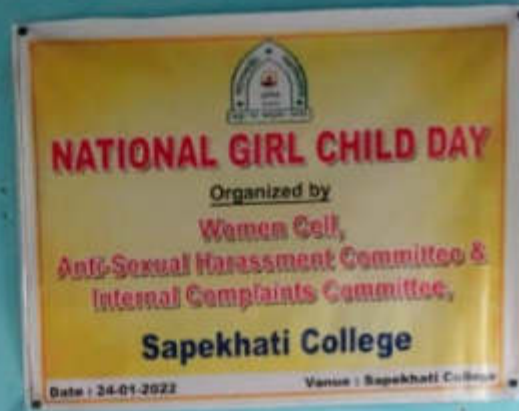 NATIONAL GIRL CHILD DAY
Organized by
Women Cell,
Anti-Sexual Harassment Committee &
Internal Complaints Committee,
Sapekhati College
Date : 24-01-2022
Venue : Sapekhati College